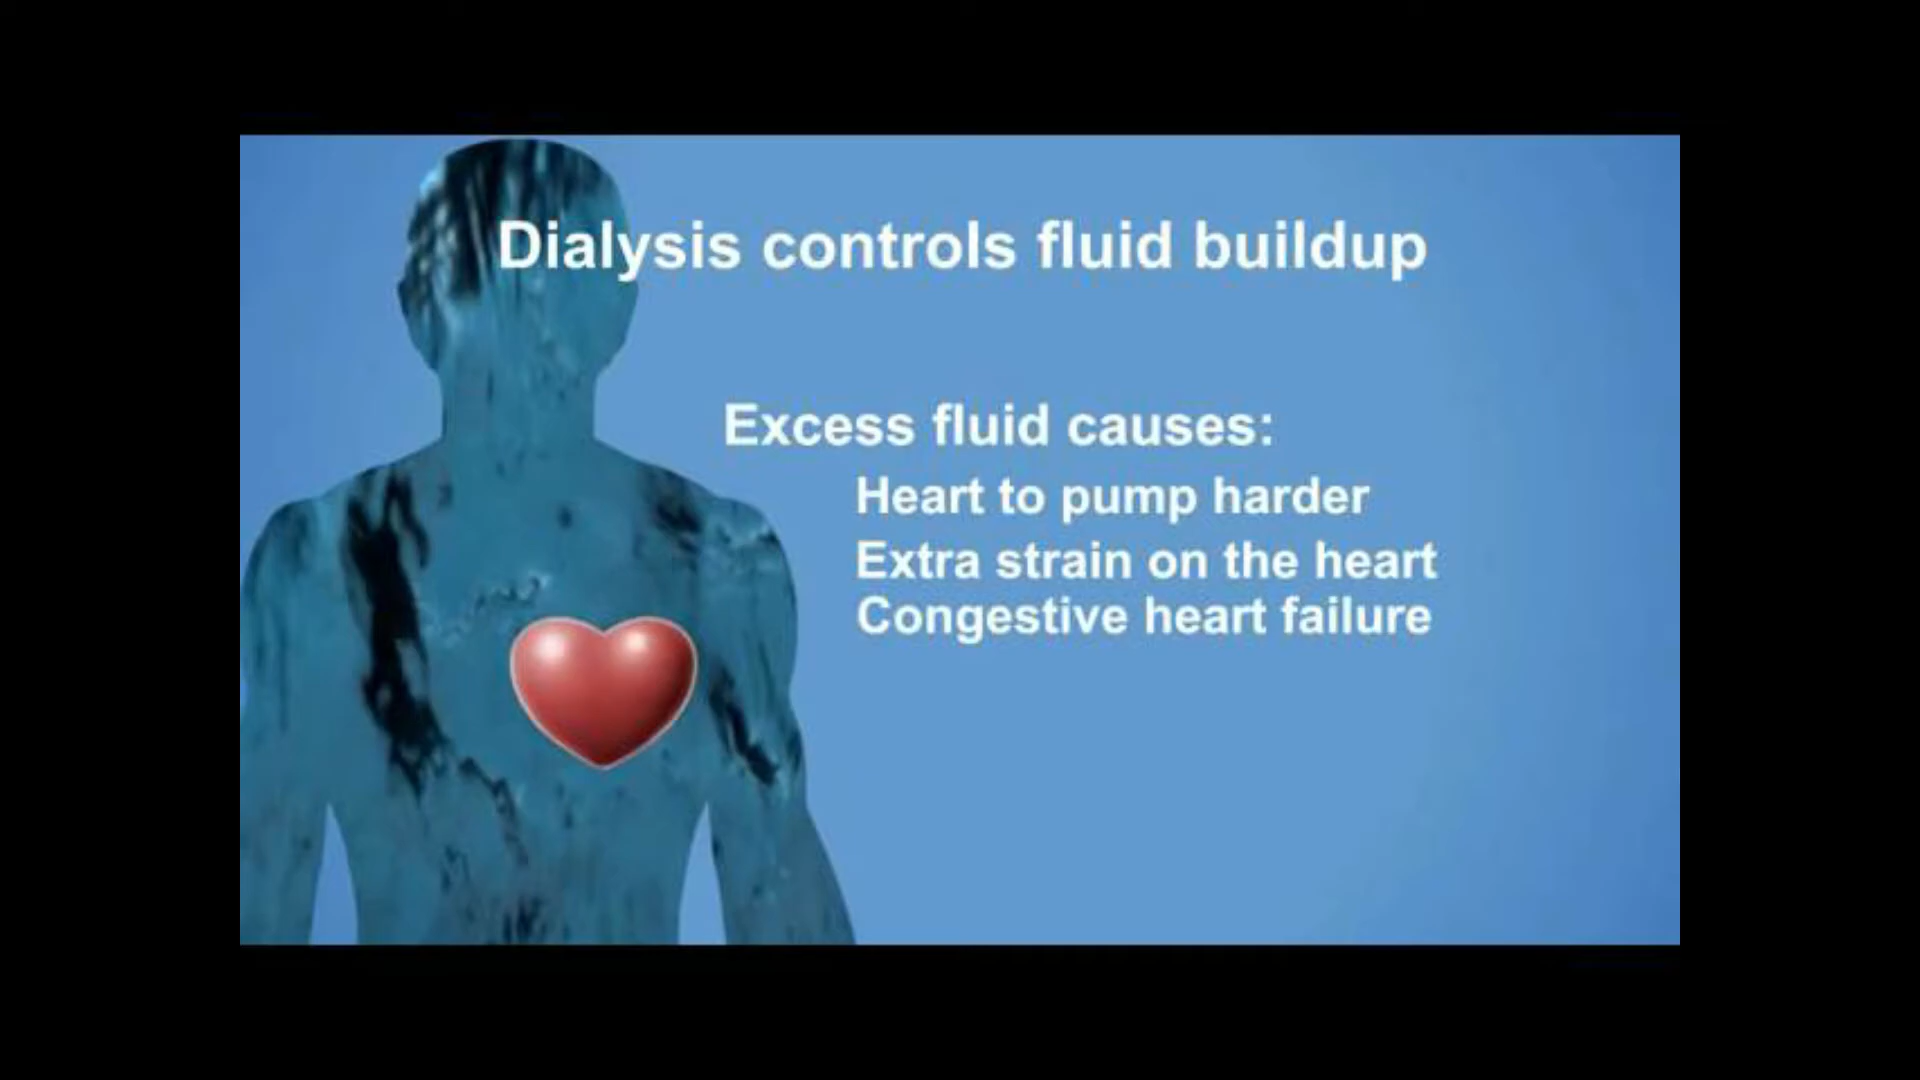 Dialysis controls fluid buildup
Excess fluid causes:
Heart to pump harder
Extra strain on the heart
Congestive heart failure